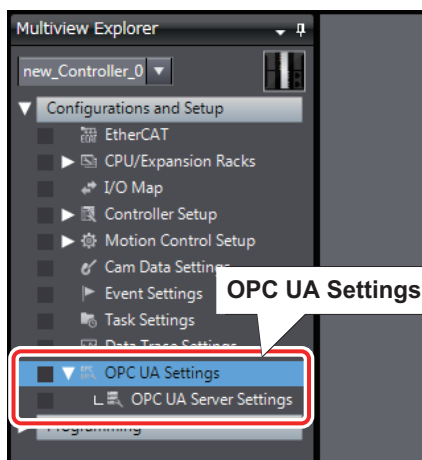 Multiview Explorer
new_Controller_0
Configurations and Setup
EtherCAT
CPU/Expansion Racks
I/O Map
Controller Setup
Motion Control Setup
Cam Data Settings
Event Settings
OPC UA Settings
Task Settings
Data Trace Settings
OPC UA Settings
OPC UA Server Settings
Programming